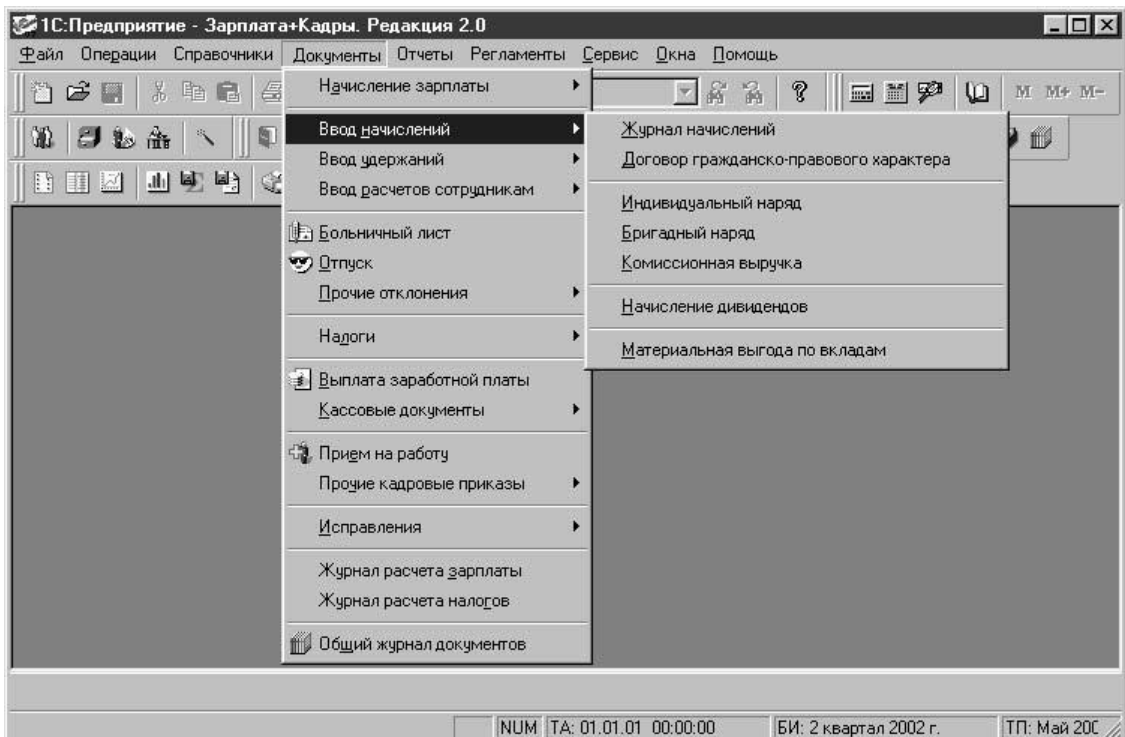 1С:Предприятие - Зарплата+Кадры. Редакция 2.0
Файл Операции Справочники Документы Отчеты Регламенты Сервис Окна Помощь
M M+ M-
Начисление зарплаты
Ввод начислений
Ввод удержаний
Ввод расчетов сотрудникам
Больничный лист
Отпуск
Прочие отклонения
Налоги
Выплата заработной платы
Кассовые документы
Прием на работу
Прочие кадровые приказы
Исправления
Журнал расчета зарплаты
Журнал расчета налогов
Общий журнал документов
Журнал начислений
Договор гражданско-правового характера
Индивидуальный наряд
Бригадный наряд
Комиссионная выручка
Начисление дивидендов
Материальная выгода по вкладам
NUM TA: 01.01.01 00:00:00 БИ: 2 квартал 2002 г. ТП: Май 200